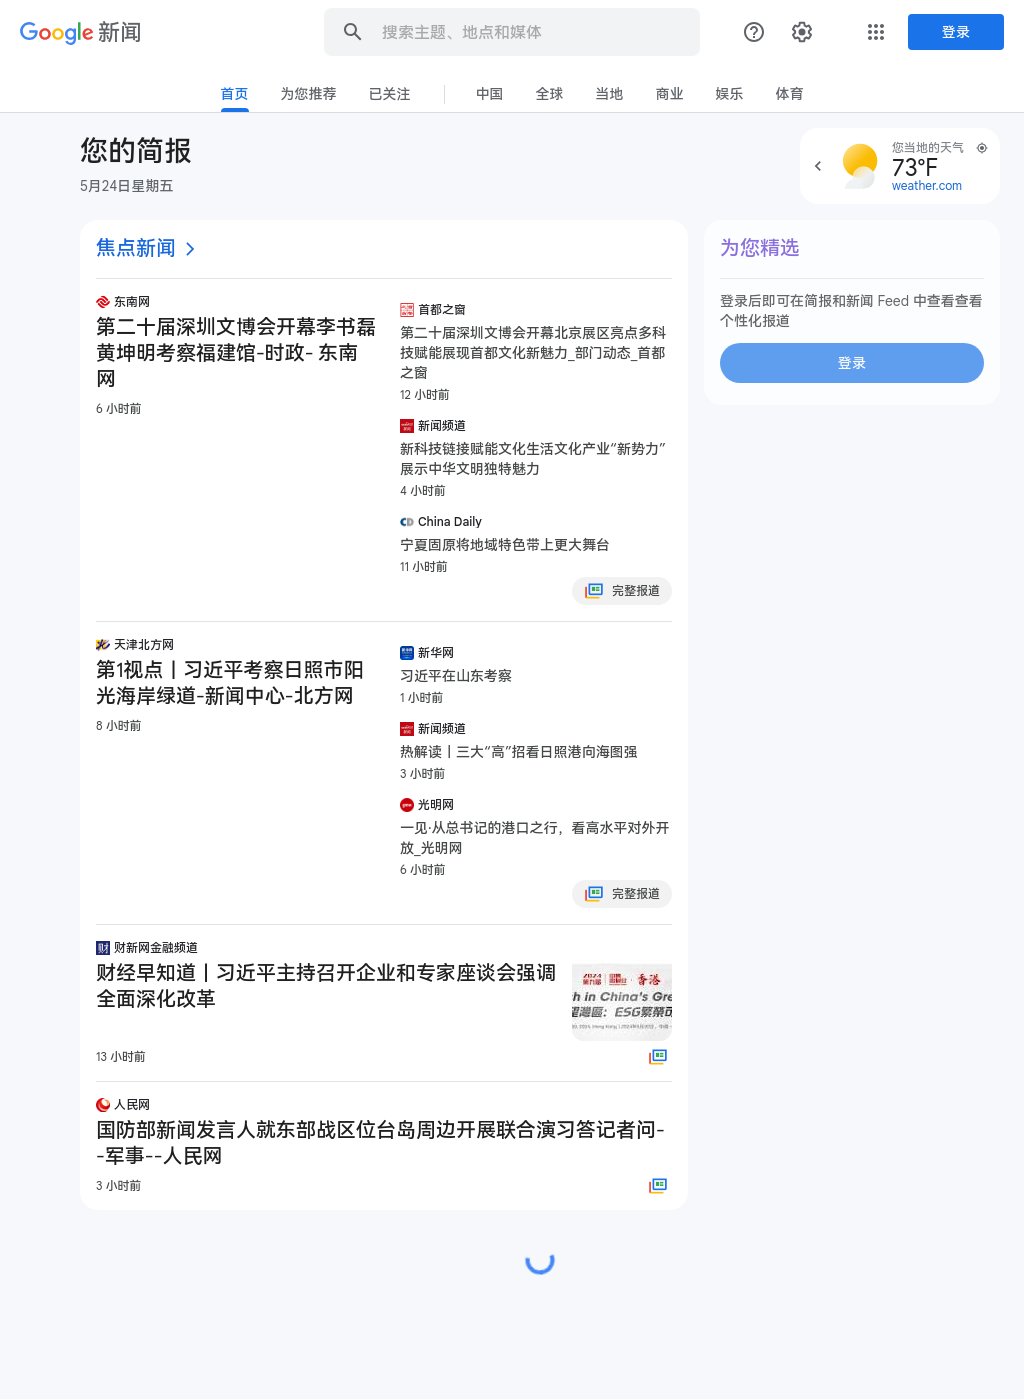 Google 新闻
搜索主题、地点和媒体
登录
首页
为您推荐
已关注
中国
全球
当地
商业
娱乐
体育
您的简报
5月24日星期五
您当地的天气
73°F
weather.com
焦点新闻
东南网
第二十届深圳文博会开幕李书磊
黄坤明考察福建馆-时政- 东南
网
6 小时前
首都之窗
第二十届深圳文博会开幕北京展区亮点多科
技赋能展现首都文化新魅力_部门动态_首都
之窗
12 小时前
新闻频道
新科技链接赋能文化生活文化产业“新势力”
展示中华文明独特魅力
4 小时前
China Daily
宁夏固原将地域特色带上更大舞台
11 小时前
完整报道
天津北方网
第1视点丨习近平考察日照市阳
光海岸绿道-新闻中心-北方网
8 小时前
新华网
习近平在山东考察
1 小时前
新闻频道
热解读丨三大“高”招看日照港向海图强
3 小时前
光明网
一见·从总书记的港口之行，看高水平对外开
放_光明网
6 小时前
完整报道
财新网金融频道
财经早知道丨习近平主持召开企业和专家座谈会强调
全面深化改革
香港
th in China's Gre
13 小时前
人民网
国防部新闻发言人就东部战区位台岛周边开展联合演习答记者问-
-军事--人民网
3 小时前
为您精选
登录后即可在简报和新闻 Feed 中查看查看
个性化报道
登录